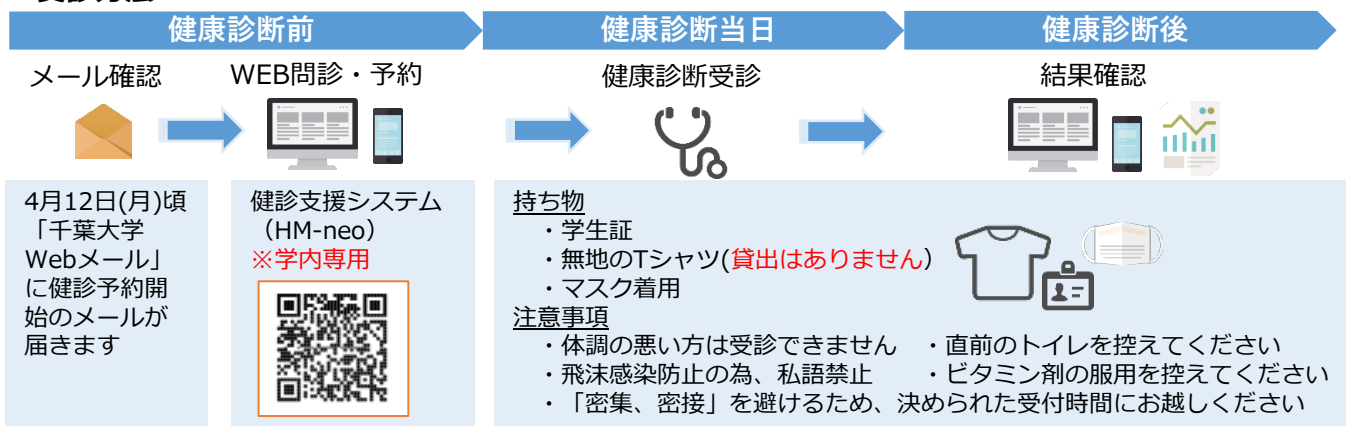 健康診断前
健康診断当日
健康診断後
メール確認
WEB問診・予約
健康診断受診
結果確認
4月12日(月)頃
「千葉大学
Webメール」
に健診予約開
始のメールが
届きます
健診支援システム
（HM-neo）
※学内専用
持ち物
・学生証
・無地のTシャツ(貸出はありません）
・マスク着用
注意事項
・体調の悪い方は受診できません ・直前のトイレを控えてください
・飛沫感染防止の為、私語禁止 ・ビタミン剤の服用を控えてください
・「密集、密接」を避けるため、決められた受付時間にお越しください